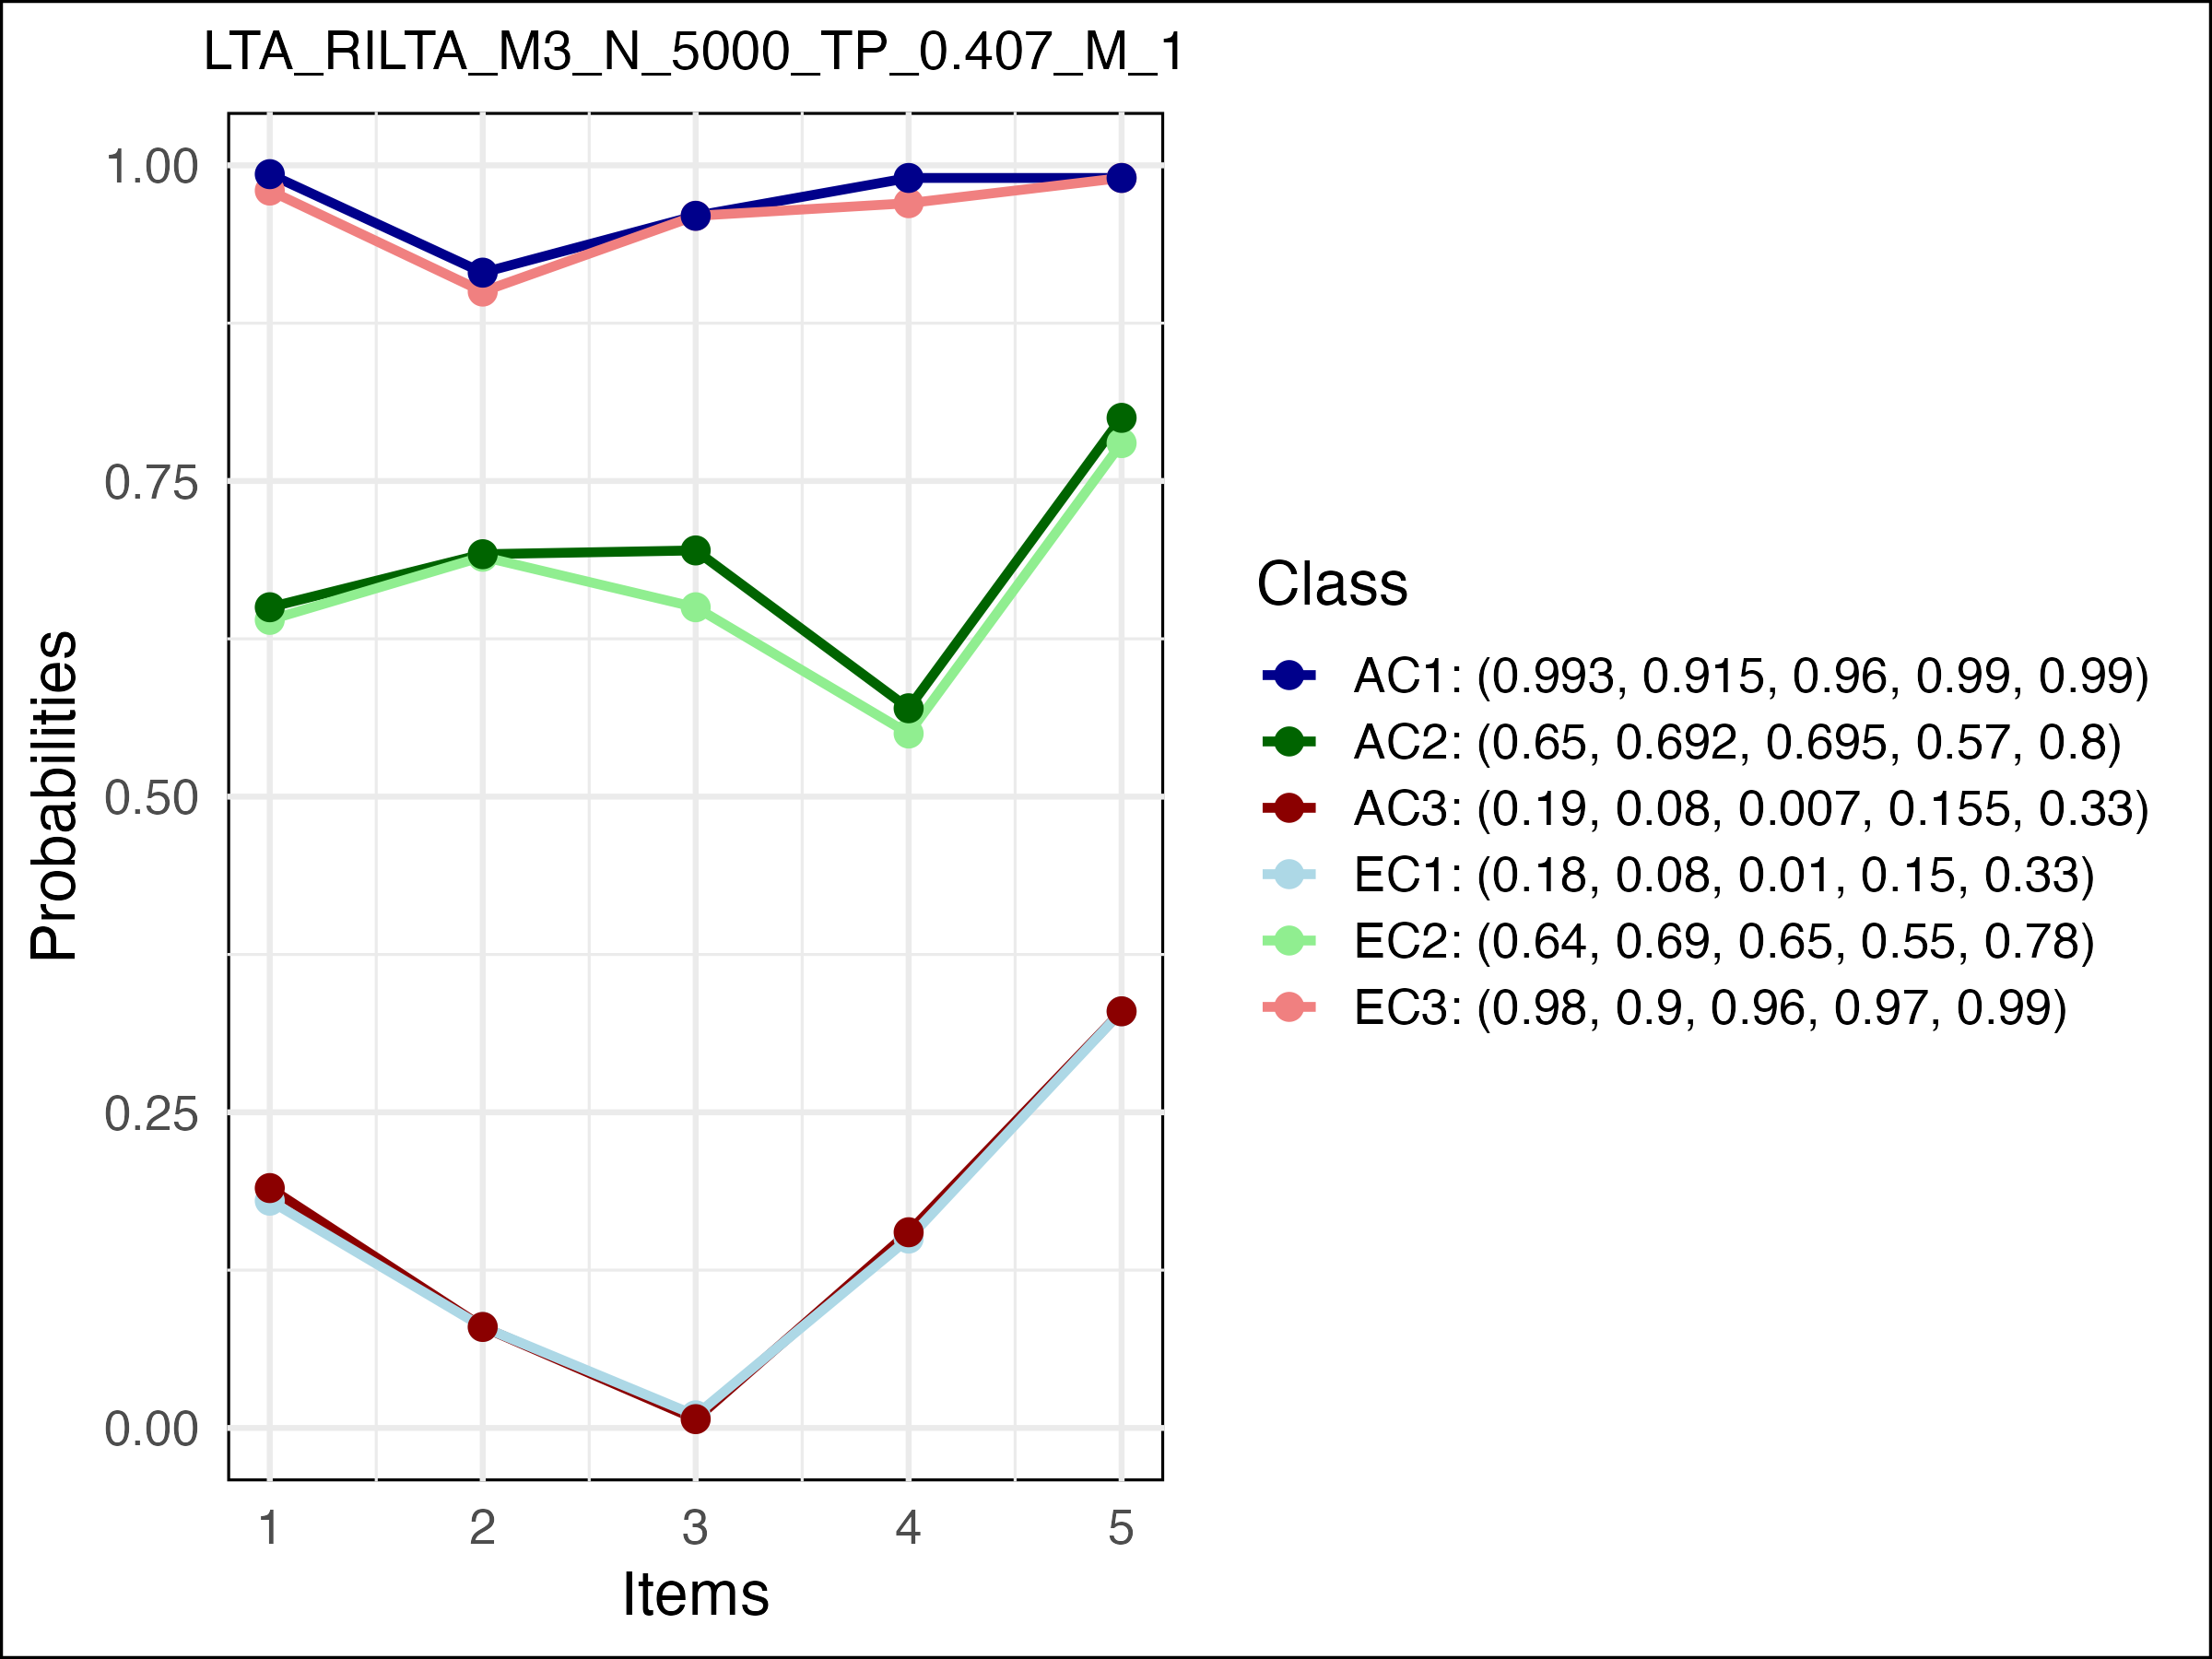 LTA_RILTA_M3_N_5000_TP_0.407_M_1
1.00
0.75
0.50
0.25
0.00
Probabilities
1 2 3 4 5
Items
Class
AC1: (0.993, 0.915, 0.96, 0.99, 0.99)
AC2: (0.65, 0.692, 0.695, 0.57, 0.8)
AC3: (0.19, 0.08, 0.007, 0.155, 0.33)
EC1: (0.18, 0.08, 0.01, 0.15, 0.33)
EC2: (0.64, 0.69, 0.65, 0.55, 0.78)
EC3: (0.98, 0.9, 0.96, 0.97, 0.99)